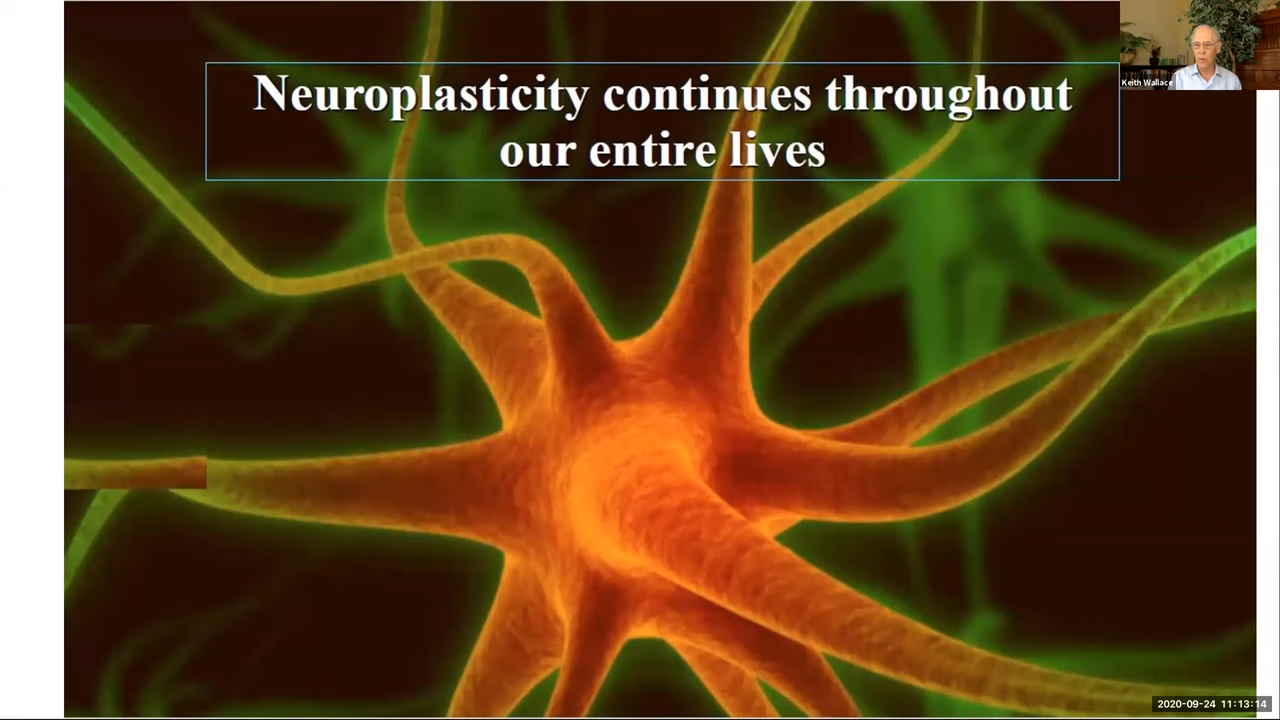 Neuroplasticity continues throughout
our entire lives
Keith Wallace
2020-09-24 11:13:14